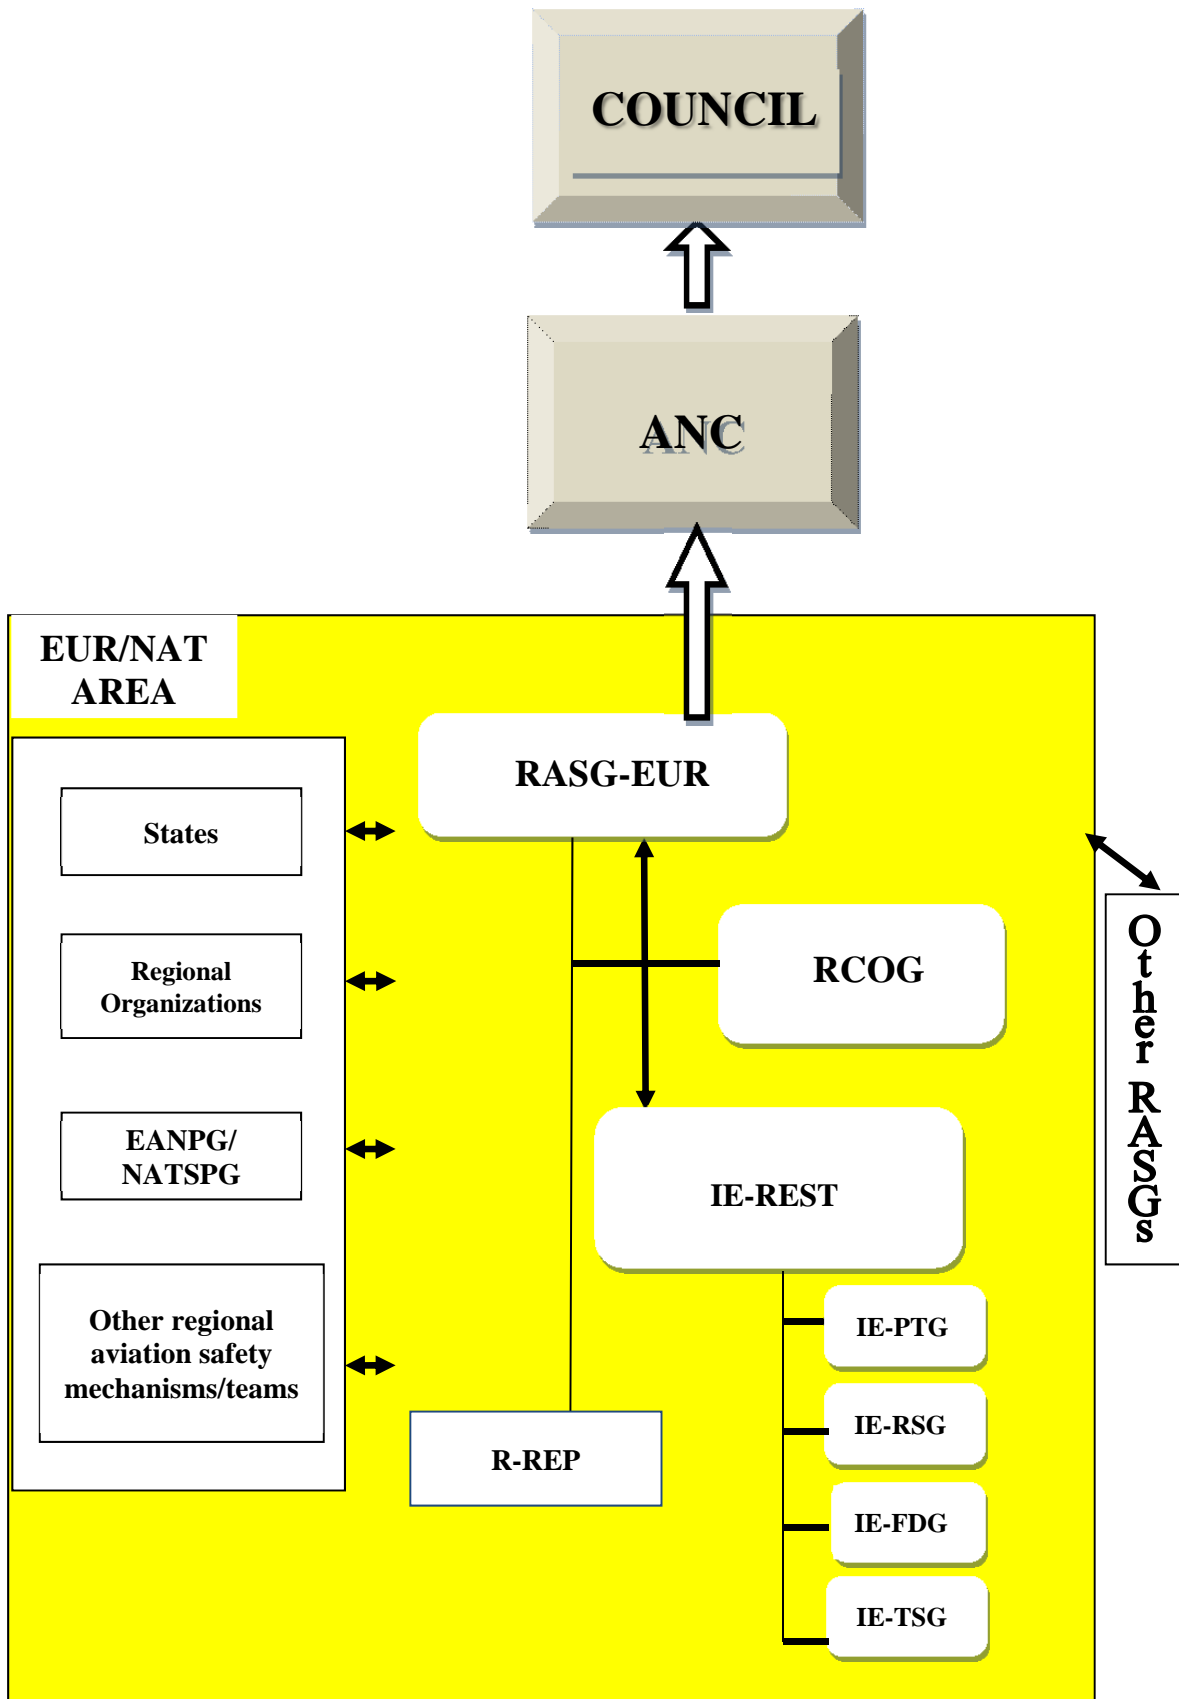 COUNCIL
ANC
EUR/NAT
AREA
RASG-EUR
States
Regional
Organizations
RCOG
EANPG/
NATSPG
IE-REST
Other RASGs
Other regional
aviation safety
mechanisms/teams
IE-PTG
IE-RSG
R-REP
IE-FDG
IE-TSG